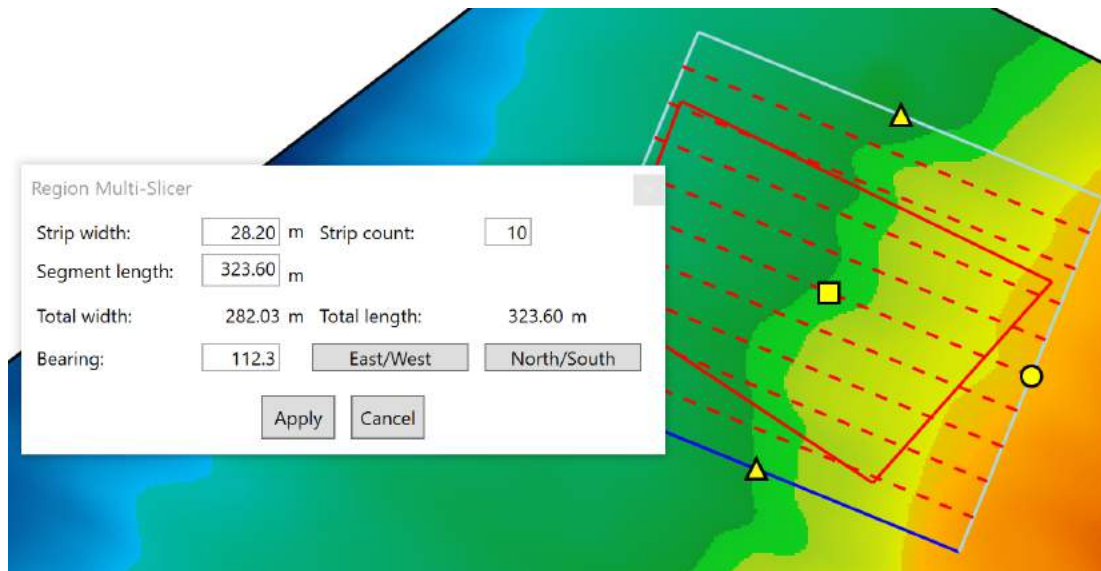 Region Multi-Slicer
Strip width: 28.20 m Strip count: 10
Segment length: 323.60 m
Total width: 282.03 m Total length: 323.60 m
Bearing: 112.3 East/West North/South
Apply Cancel